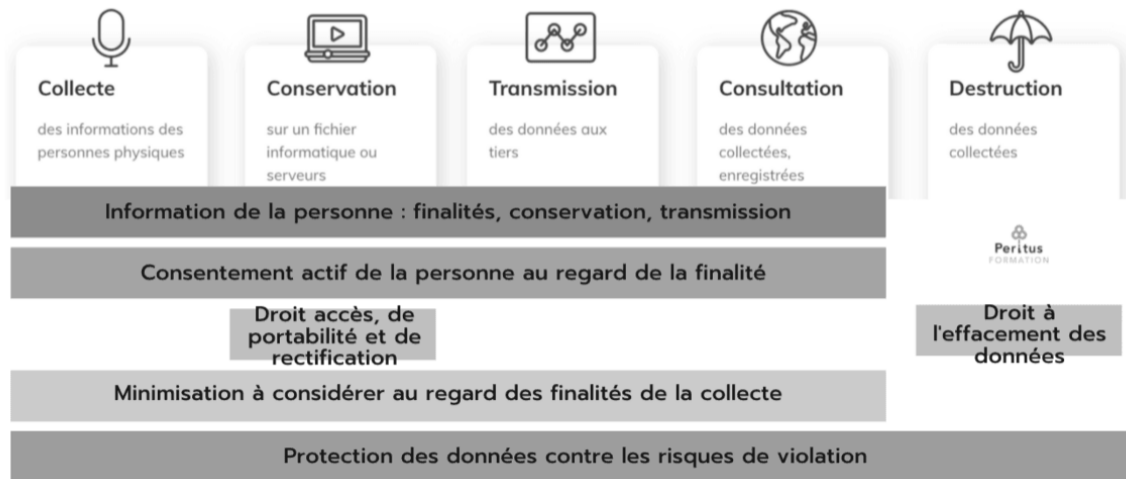 Collecte
des informations des
personnes physiques
Conservation
sur un fichier
informatique ou
serveurs
Transmission
des données aux
tiers
Consultation
des données
collectées,
enregistrées
Destruction
des données
collectées
Information de la personne : finalités, conservation, transmission
Peritus
FORMATION
Consentement actif de la personne au regard de la finalité
Droit accès, de
portabilité et de
rectification
Droit à
l'effacement des
données
Minimisation à considérer au regard des finalités de la collecte
Protection des données contre les risques de violation